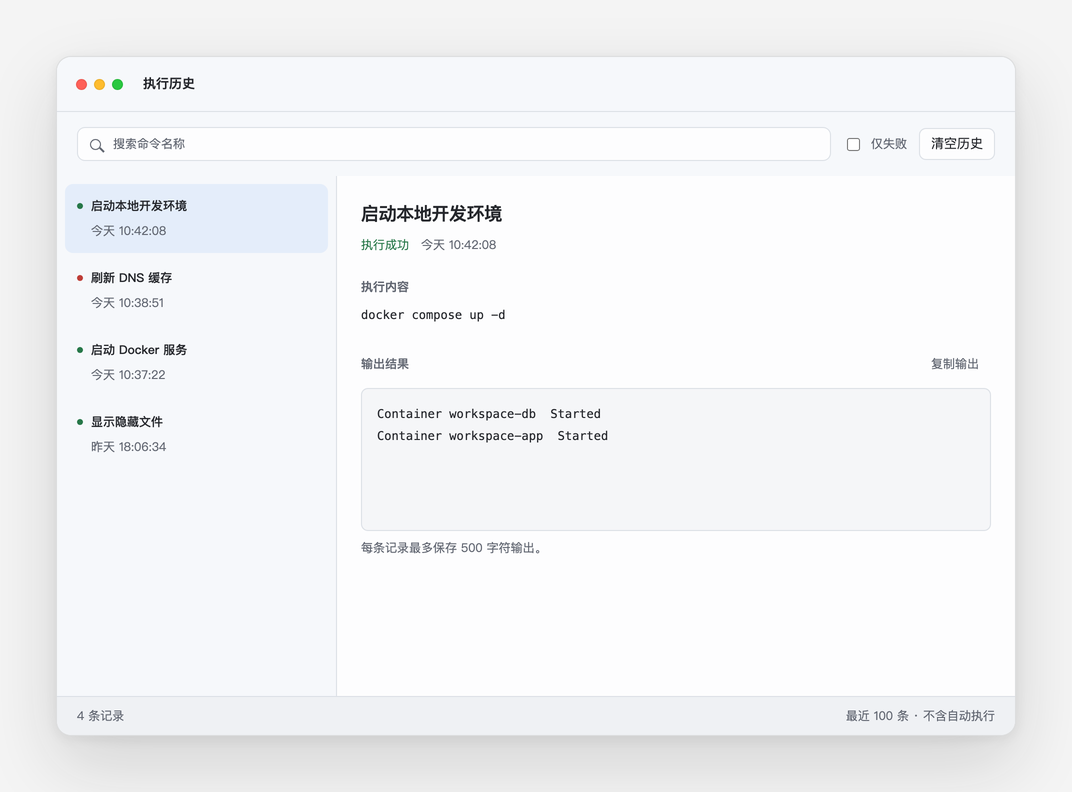 执行历史
搜索命令名称
仅失败
清空历史
启动本地开发环境
今天 10:42:08
刷新 DNS 缓存
今天 10:38:51
启动 Docker 服务
今天 10:37:22
显示隐藏文件
昨天 18:06:34
启动本地开发环境
执行成功 今天 10:42:08
执行内容
docker compose up -d
输出结果
复制输出
Container workspace-db  Started
Container workspace-app  Started
每条记录最多保存 500 字符输出。
4 条记录
最近 100 条 · 不含自动执行